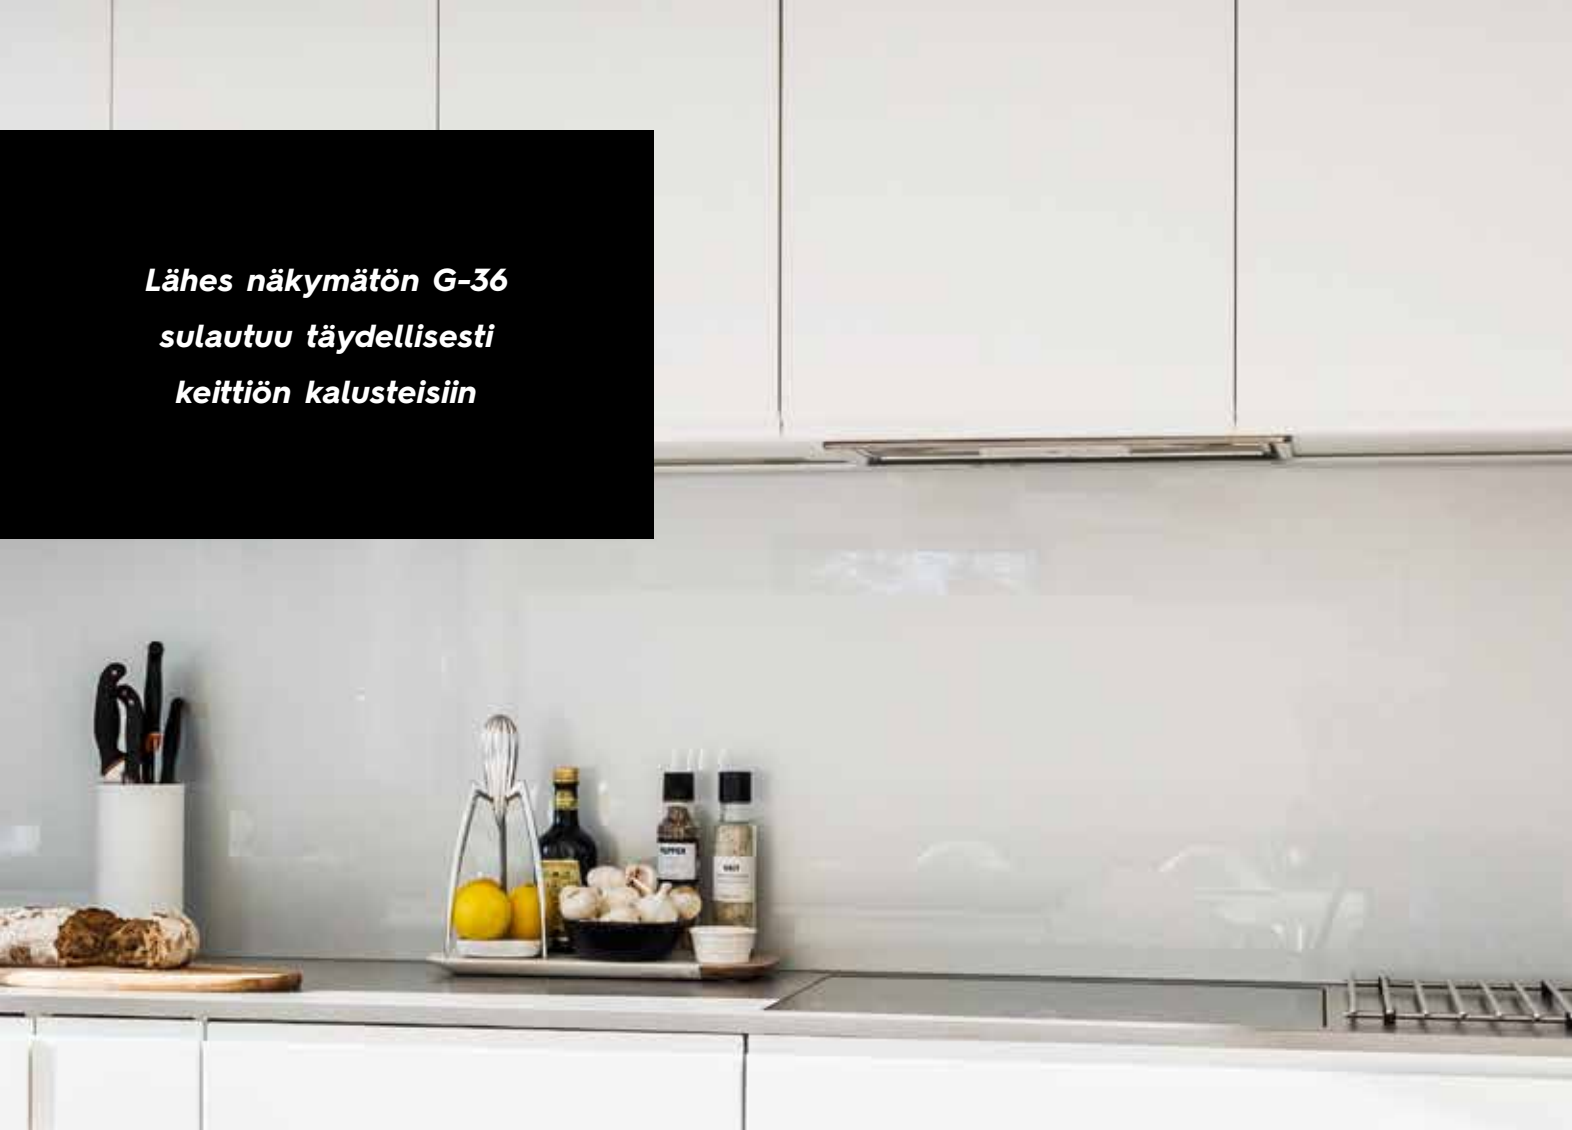 Lähes näkymätön G-36
sulautuu täydellisesti
keittiön kalusteisiin